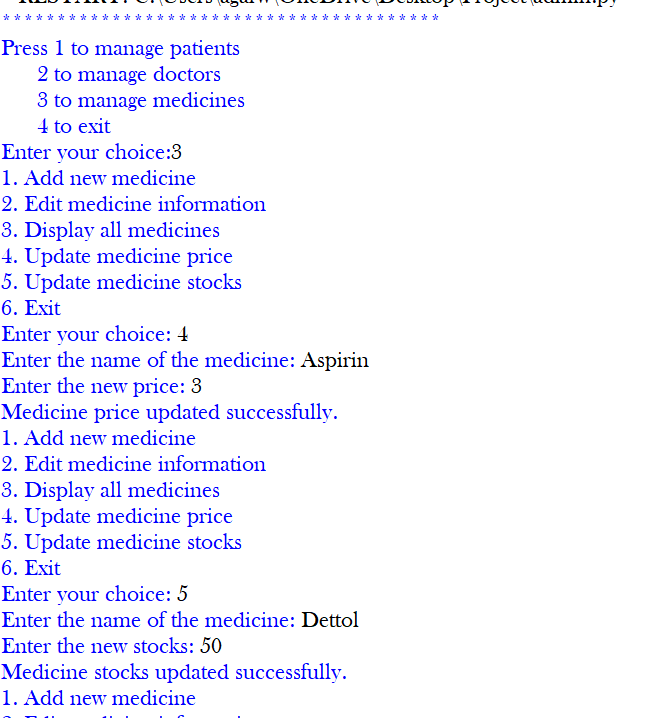 RESTART: C:\Users\agarw\OneDrive\Desktop\Project\admin.py
****************************************
Press 1 to manage patients
2 to manage doctors
3 to manage medicines
4 to exit
Enter your choice:3
1. Add new medicine
2. Edit medicine information
3. Display all medicines
4. Update medicine price
5. Update medicine stocks
6. Exit
Enter your choice: 4
Enter the name of the medicine: Aspirin
Enter the new price: 3
Medicine price updated successfully.
1. Add new medicine
2. Edit medicine information
3. Display all medicines
4. Update medicine price
5. Update medicine stocks
6. Exit
Enter your choice: 5
Enter the name of the medicine: Dettol
Enter the new stocks: 50
Medicine stocks updated successfully.
1. Add new medicine
2. Edit medicine information